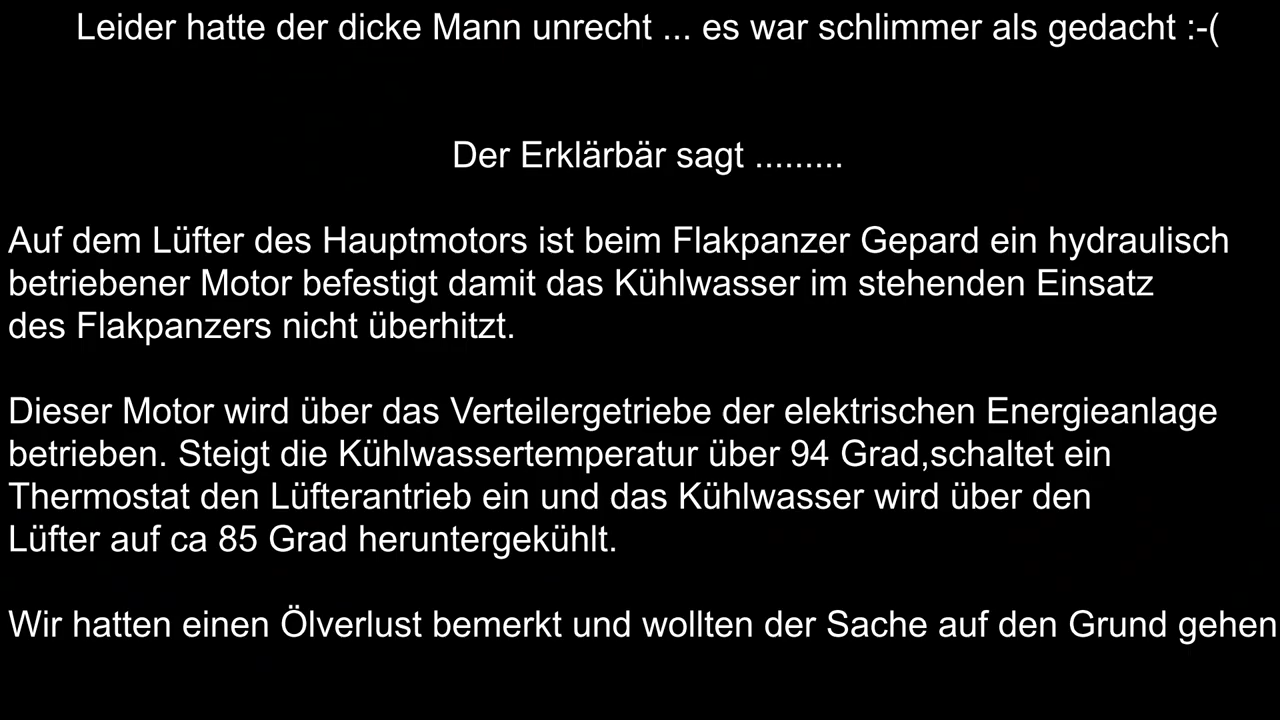 Leider hatte der dicke Mann unrecht ... es war schlimmer als gedacht :-(
Der Erklärbär sagt .........
Auf dem Lüfter des Hauptmotors ist beim Flakpanzer Gepard ein hydraulisch
betriebener Motor befestigt damit das Kühlwasser im stehenden Einsatz
des Flakpanzers nicht überhitzt.
Dieser Motor wird über das Verteilergetriebe der elektrischen Energieanlage
betrieben. Steigt die Kühlwassertemperatur über 94 Grad,schaltet ein
Thermostat den Lüfterantrieb ein und das Kühlwasser wird über den
Lüfter auf ca 85 Grad heruntergekühlt.
Wir hatten einen Ölverlust bemerkt und wollten der Sache auf den Grund gehen